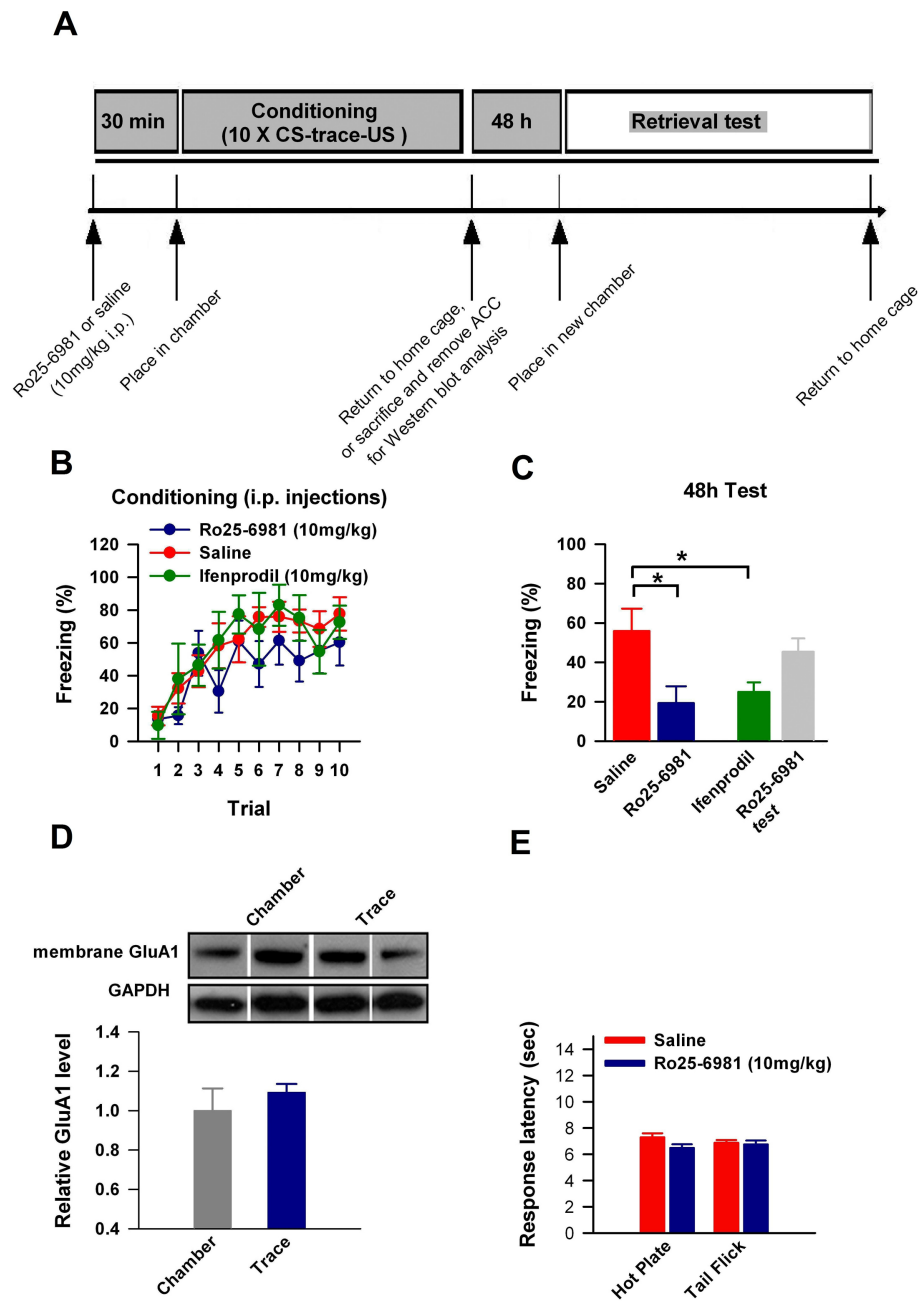 A
30 min
Conditioning
(10 X CS-trace-US )
48 h
Retrieval test
Ro25-6981 or saline
(10mg/kg i.p.)
Place in chamber
Return to home cage,
or sacrifice and remove ACC
for Western blot analysis
Place in new chamber
Return to home cage
B
Conditioning (i.p. injections)
Ro25-6981 (10mg/kg)
Saline
Ifenprodil (10mg/kg)
Freezing (%)
120
100
80
60
40
20
0
1 2 3 4 5 6 7 8 9 10
Trial
C
48h Test
Freezing (%)
100
80
60
40
20
0
*
*
Saline
Ro25-6981
Ifenprodil
Ro25-6981
test
D
Chamber
Trace
membrane GluA1
GAPDH
Relative GluA1 level
1.4
1.2
1.0
0.8
0.6
0.4
Chamber
Trace
E
Response latency (sec)
Saline
Ro25-6981 (10mg/kg)
14
12
10
8
6
4
2
0
Hot Plate
Tail Flick